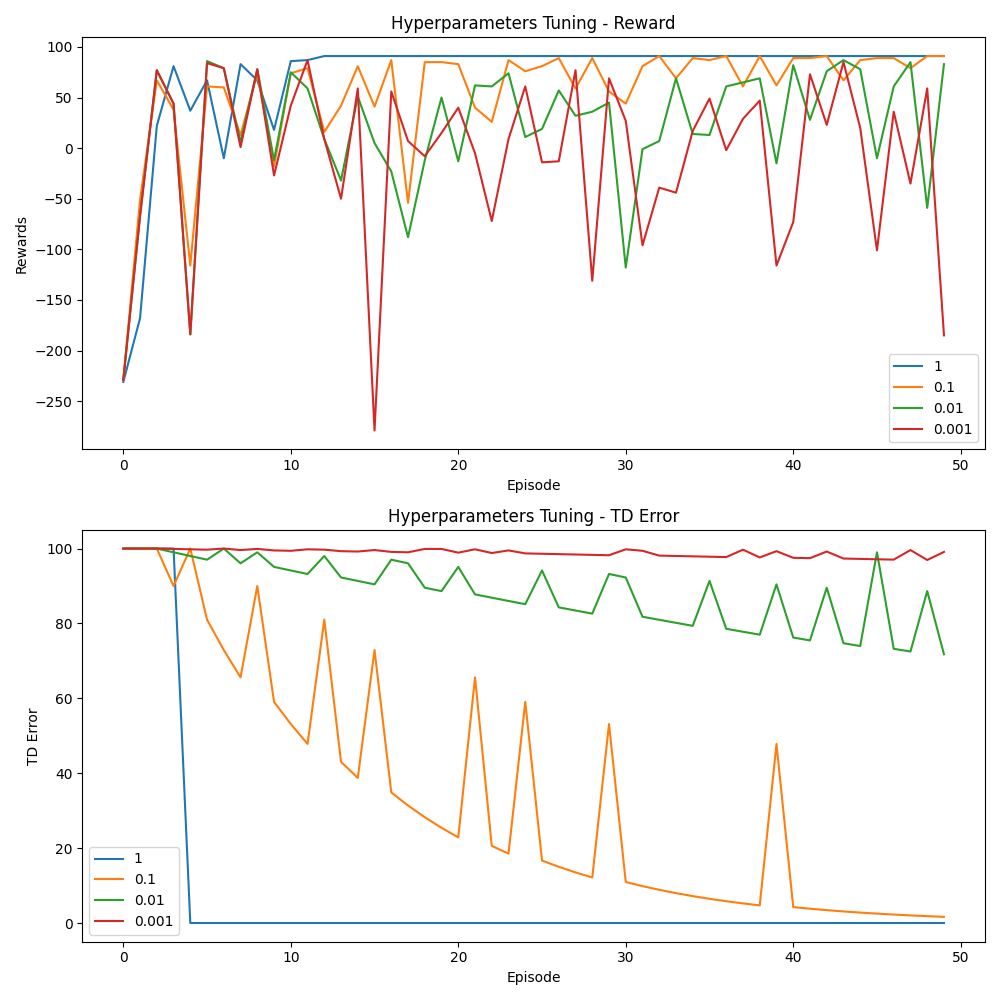 Hyperparameters Tuning - Reward
100
50
0
−50
−100
−150
−200
−250
Rewards
1
0.1
0.01
0.001
0 10 20 30 40 50
Episode
Hyperparameters Tuning - TD Error
100
80
60
40
20
0
TD Error
1
0.1
0.01
0.001
0 10 20 30 40 50
Episode